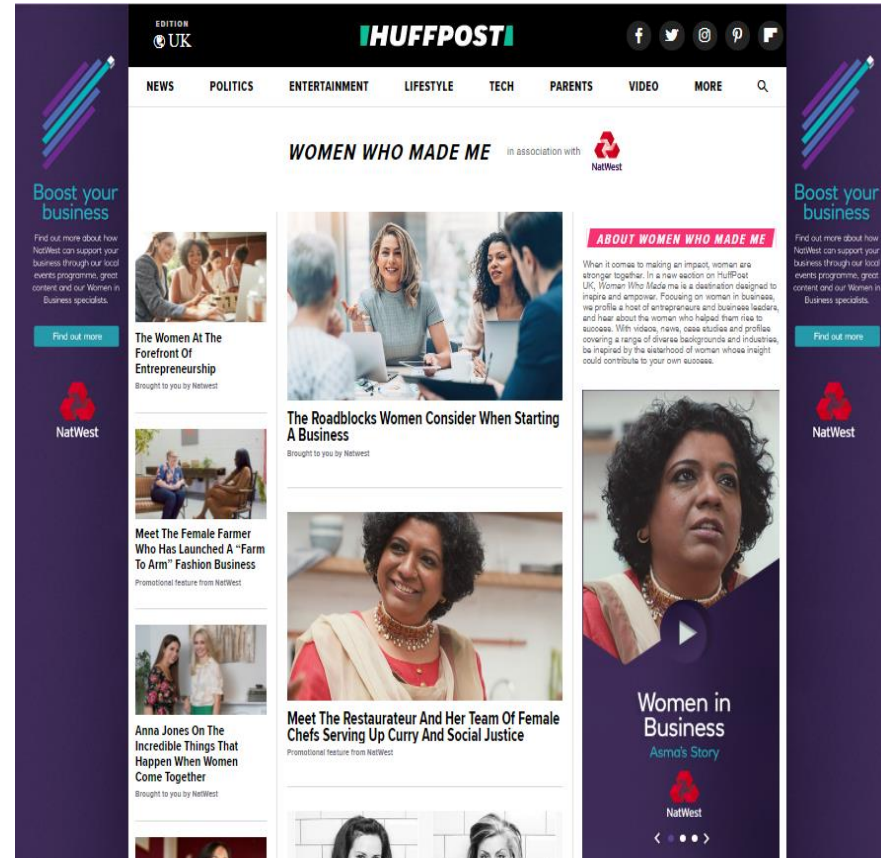 EDITION
UK
HUFFPOST
NEWS POLITICS ENTERTAINMENT LIFESTYLE TECH PARENTS VIDEO MORE
WOMEN WHO MADE ME in association with
NatWest
Boost your
business
Find out more about how
NatWest can support your
business through our local
events programme, great
content and our Women in
Business specialists.
Find out more
NatWest
The Women At The
Forefront Of
Entrepreneurship
Brought to you by Natwest
Meet The Female Farmer
Who Has Launched A “Farm
To Arm” Fashion Business
Promotional feature from NatWest
Anna Jones On The
Incredible Things That
Happen When Women
Come Together
Brought to you by NatWest
The Roadblocks Women Consider When Starting
A Business
Brought to you by Natwest
Meet The Restaurateur And Her Team Of Female
Chefs Serving Up Curry And Social Justice
Promotional feature from NatWest
ABOUT WOMEN WHO MADE ME
When it comes to making an impact, women are
stronger together. In a new section on HuffPost
UK, Women Who Made me is a destination designed to
inspire and empower. Focusing on women in business,
we profile a host of entrepreneurs and business leaders,
and hear about the women who helped them rise to
success. With videos, news, case studies and profiles
covering a range of diverse backgrounds and industries,
be inspired by the sisterhood of women whose insight
could contribute to your own success.
Women in
Business
Asma's Story
NatWest
Boost your
business
Find out more about how
NatWest can support your
business through our local
events programme, great
content and our Women in
Business specialists.
Find out more
NatWest